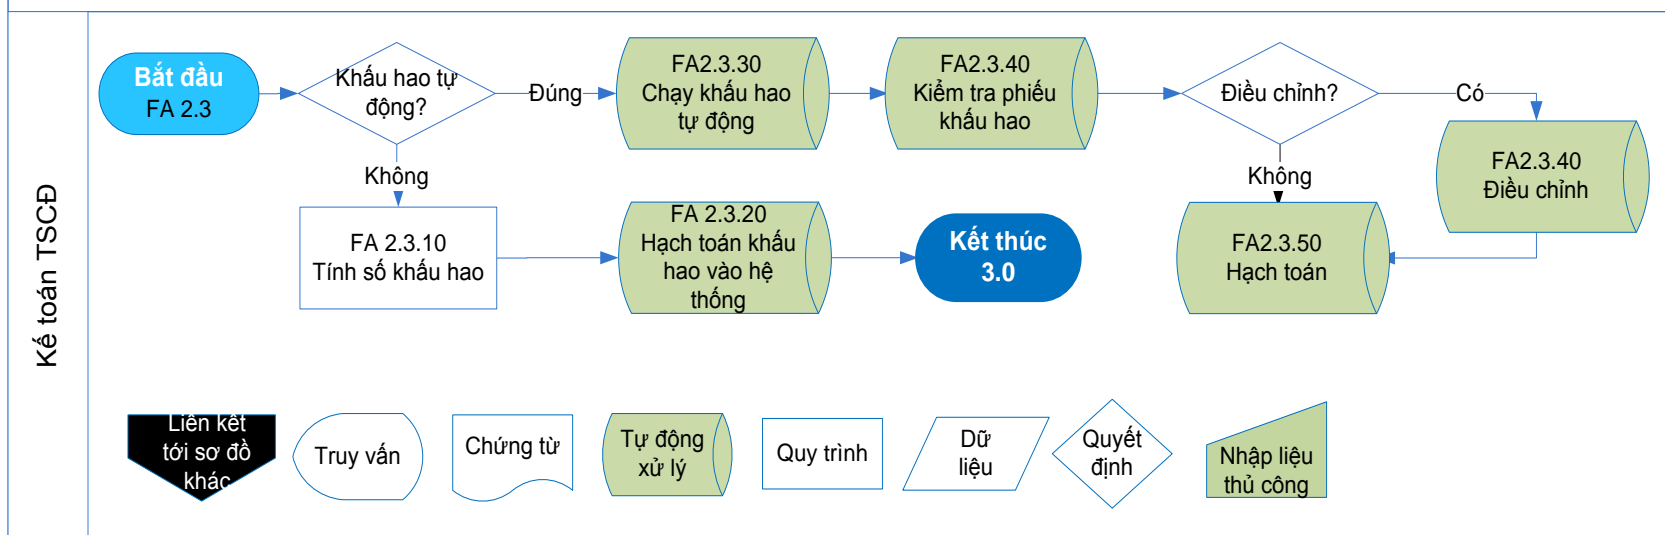 Kế toán TSCĐ
Bắt đầu
FA 2.3
Khấu hao tự
động?
Đúng
FA2.3.30
Chạy khấu hao
tự động
FA2.3.40
Kiểm tra phiếu
khấu hao
Điều chỉnh?
Có
FA2.3.40
Điều chỉnh
Không
Không
FA 2.3.10
Tính số khấu hao
FA 2.3.20
Hạch toán khấu
hao vào hệ
thống
Kết thúc
3.0
FA2.3.50
Hạch toán
Liên kết
tới sơ đồ
khác
Truy vấn
Chứng từ
Tự động
xử lý
Quy trình
Dữ
liệu
Quyết
định
Nhập liệu
thủ công